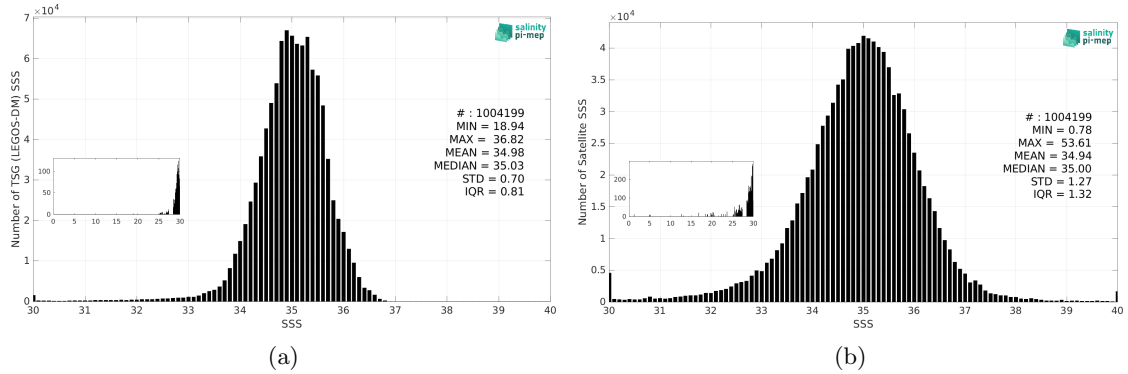 ×10⁴
7
6
5
4
3
2
1
0
Number of TSG (LEGOS-DM) SSS
salinity
pi-mep
# : 1004199
MIN = 18.94
MAX = 36.82
MEAN = 34.98
MEDIAN = 35.03
STD = 0.70
IQR = 0.81
100
50
0
0 5 10 15 20 25 30
30 31 32 33 34 35 36 37 38 39 40
SSS
(a)
×10⁴
4
3.5
3
2.5
2
1.5
1
0.5
0
Number of Satellite SSS
salinity
pi-mep
# : 1004199
MIN = 0.78
MAX = 53.61
MEAN = 34.94
MEDIAN = 35.00
STD = 1.27
IQR = 1.32
200
100
0
0 5 10 15 20 25 30
30 31 32 33 34 35 36 37 38 39 40
SSS
(b)